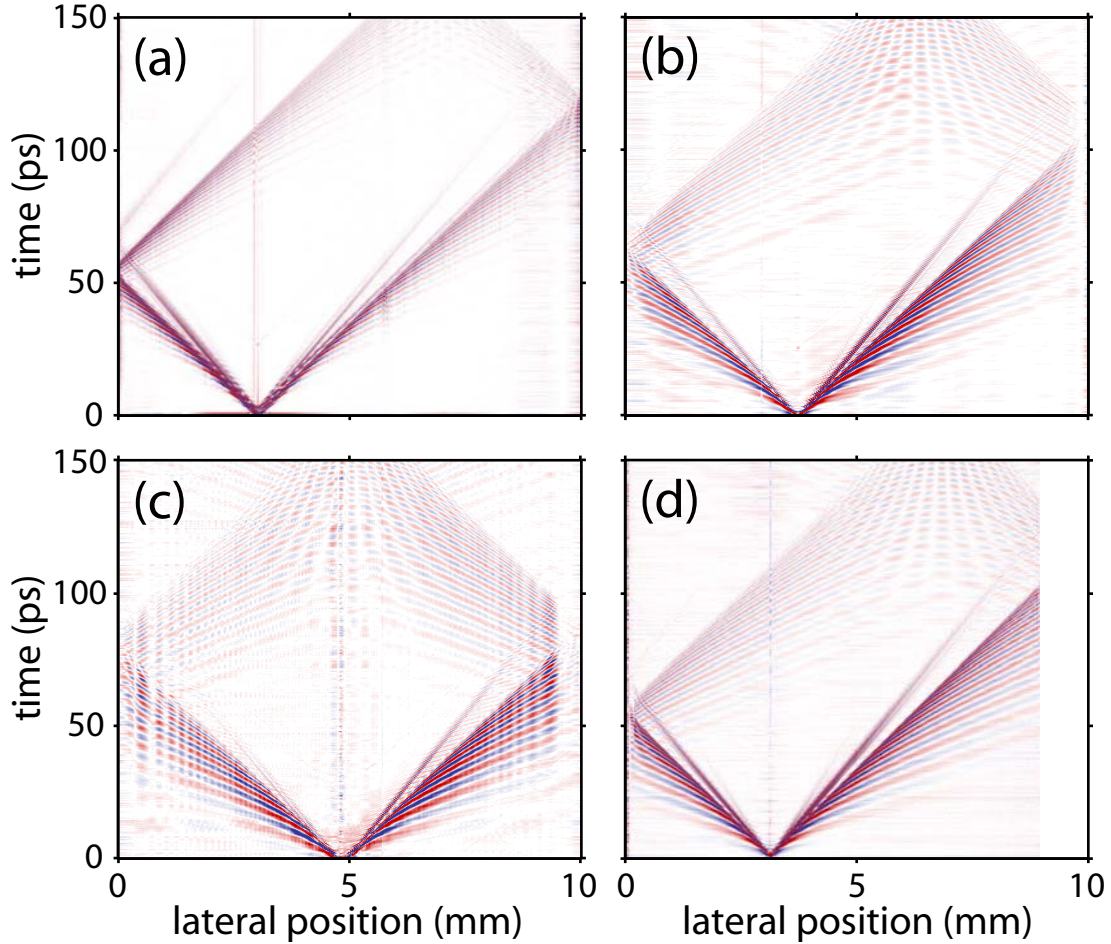 150
(a)
(b)
100
50
0
time (ps)
150
(c)
(d)
100
50
0
time (ps)
0 5 10 0 5 10
lateral position (mm) lateral position (mm)